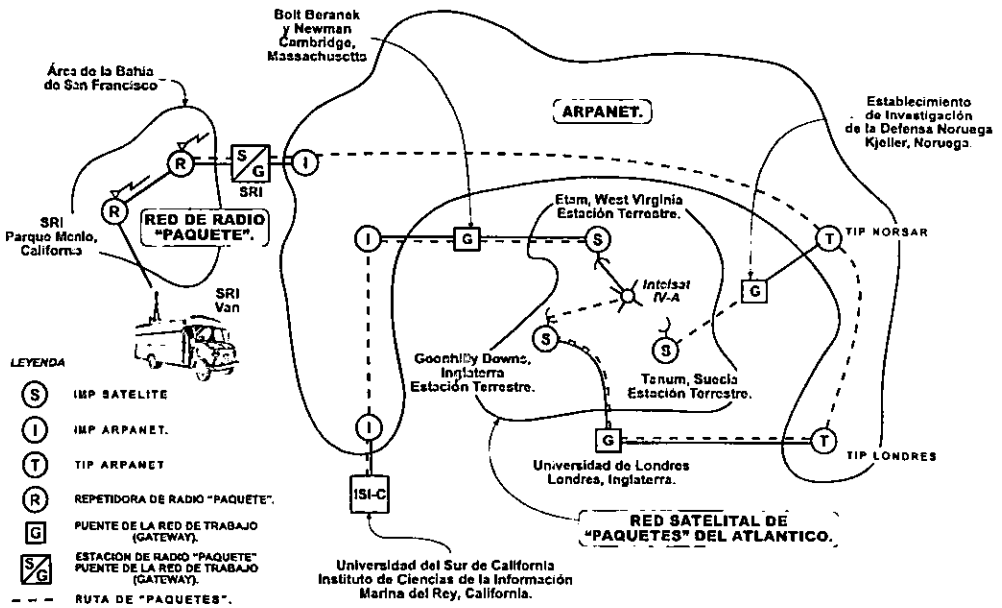 Bolt Beranek
y Newman
Cambridge,
Massachusetts
Área de la Bahia
de San Francisco
ARPANET.
Establecimiento
de Investigación
de la Defensa Noruega
Kjeller, Noruega.
R
S
G
I
SRI
R
SRI
Parque Menlo,
California
RED DE RADIO
"PAQUETE".
Etam, West Virginia
Estación Terrestre.
I
G
S
T
TIP NORSAR
Intelsat
IV-A
G
SRI
Van
S
S
Goonhilly Downs,
Inglaterra
Estación Terrestre.
Tanum, Suecia
Estación Terrestre.
I
G
T
TIP LONDRES
Universidad de Londres
Londres, Inglaterra.
ISI-C
RED SATELITAL DE
"PAQUETES" DEL ATLANTICO.
Universidad del Sur de California
Instituto de Ciencias de la Información
Marina del Rey, California.
LEYENDA
S IMP SATELITE
I IMP ARPANET.
T TIP ARPANET
R REPETIDORA DE RADIO "PAQUETE".
G PUENTE DE LA RED DE TRABAJO
(GATEWAY).
S G ESTACIÓN DE RADIO "PAQUETE"
PUENTE DE LA RED DE TRABAJO
(GATEWAY).
RUTA DE "PAQUETES".